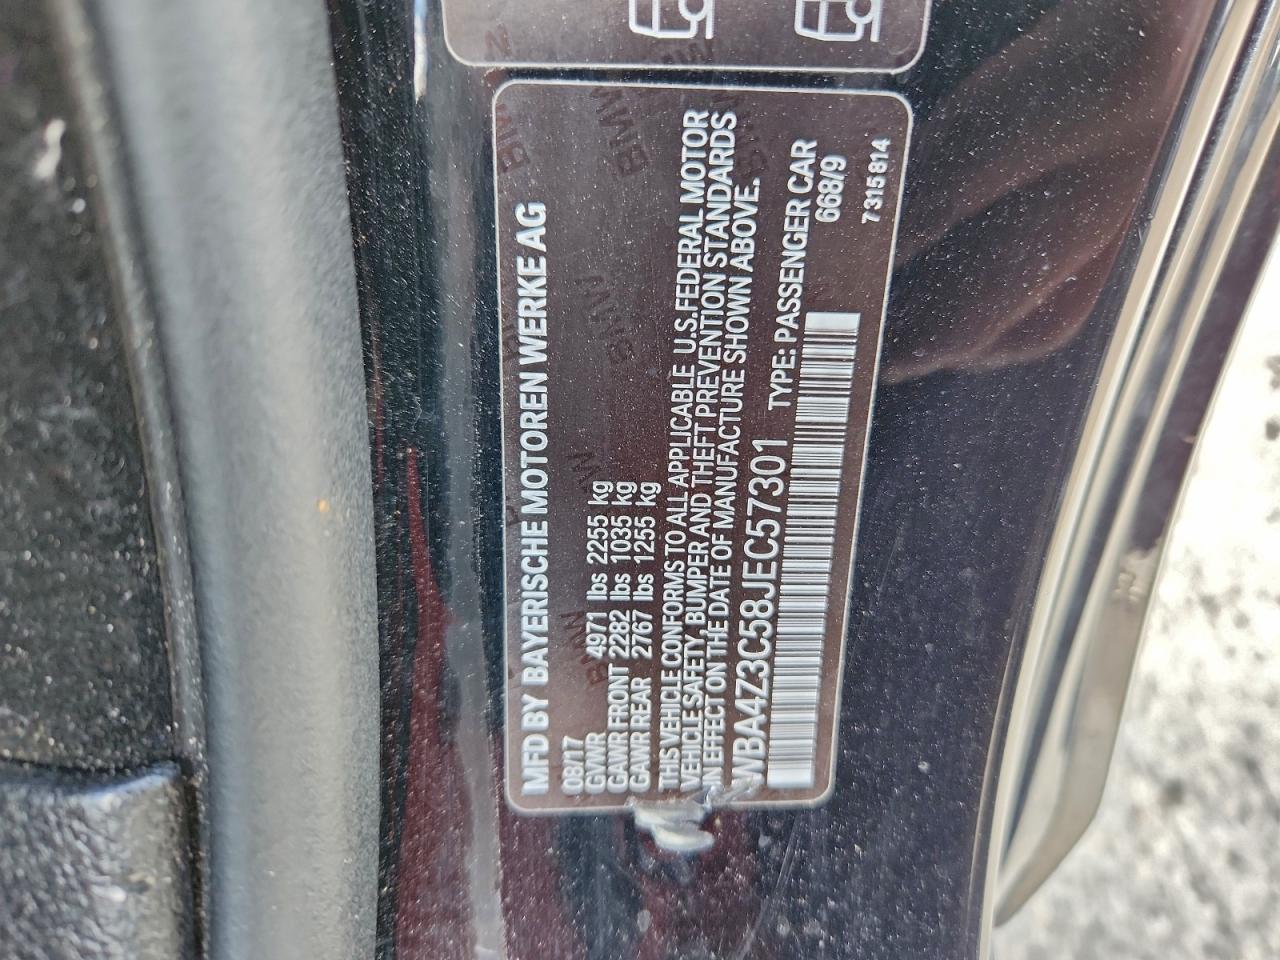 MFD BY BAYERISCHE MOTOREN WERKE AG
08/17
GVWR 4971 lbs 2255 kg
GAWR FRONT 2282 lbs 1035 kg
GAWR REAR 2767 lbs 1255 kg
THIS VEHICLE CONFORMS TO ALL APPLICABLE U.S.FEDERAL MOTOR
VEHICLE SAFETY, BUMPER AND THEFT PREVENTION STANDARDS
IN EFFECT ON THE DATE OF MANUFACTURE SHOWN ABOVE.
WBA4Z3C58JEC57301 TYPE: PASSENGER CAR
668/9
7315814